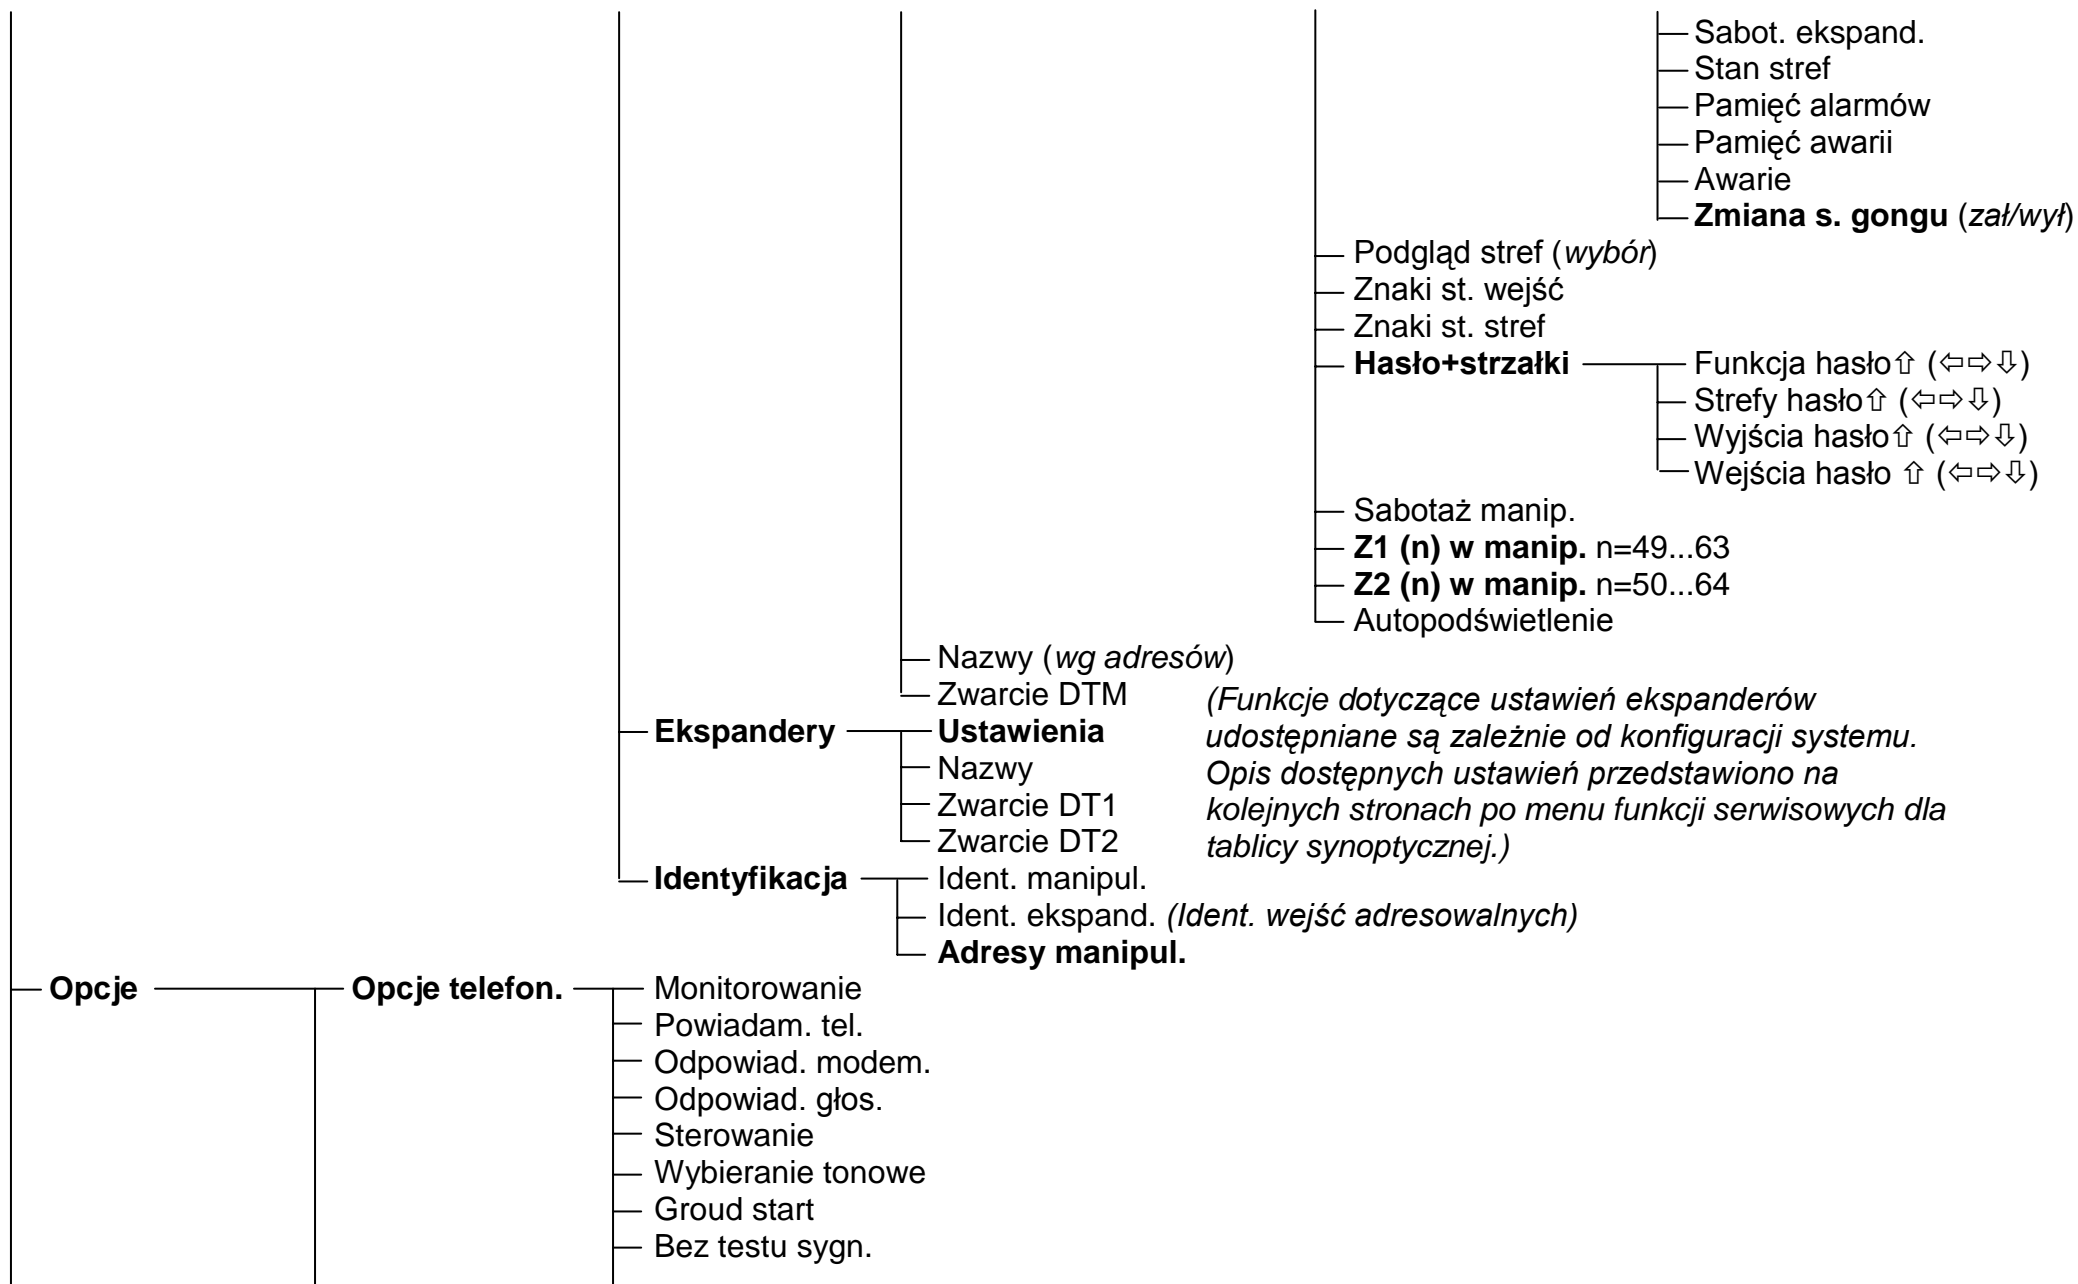 Sabot. ekspand.
Stan stref
Pamięć alarmów
Pamięć awarii
Awarie
Zmiana s. gongu (zał/wył)
Podgląd stref (wybór)
Znaki st. wejść
Znaki st. stref
Hasło+strzałki
Funkcja hasło⇧ (⇦⇨⇩)
Strefy hasło⇧ (⇦⇨⇩)
Wyjścia hasło⇧ (⇦⇨⇩)
Wejścia hasło ⇧ (⇦⇨⇩)
Sabotaż manip.
Z1 (n) w manip. n=49...63
Z2 (n) w manip. n=50...64
Autopodświetlenie
Nazwy (wg adresów)
Zwarcie DTM
Ekspandery
Ustawienia
Nazwy
Zwarcie DT1
Zwarcie DT2
(Funkcje dotyczące ustawień ekspanderów
udostępniane są zależnie od konfiguracji systemu.
Opis dostępnych ustawień przedstawiono na
kolejnych stronach po menu funkcji serwisowych dla
tablicy synoptycznej.)
Identyfikacja
Ident. manipul.
Ident. ekspand. (Ident. wejść adresowalnych)
Adresy manipul.
Opcje
Opcje telefon.
Monitorowanie
Powiadam. tel.
Odpowiad. modem.
Odpowiad. głos.
Sterowanie
Wybieranie tonowe
Groud start
Bez testu sygn.